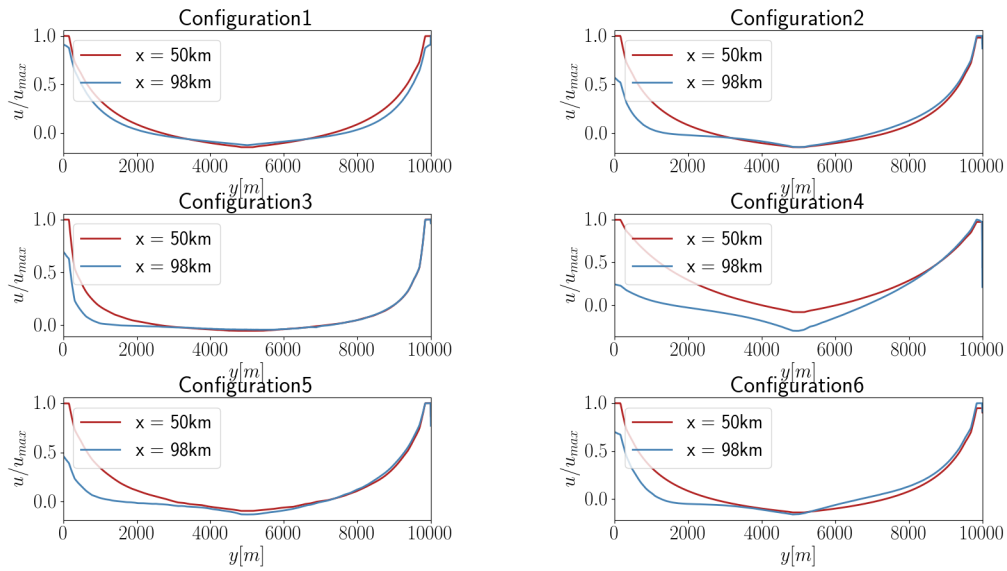 Configuration1
1.0
0.5
0.0
u/u_max
x = 50km
x = 98km
0 2000 4000 6000 8000 10000
y[m]
Configuration2
1.0
0.5
0.0
u/u_max
x = 50km
x = 98km
0 2000 4000 6000 8000 10000
y[m]
Configuration3
1.0
0.5
0.0
u/u_max
x = 50km
x = 98km
0 2000 4000 6000 8000 10000
y[m]
Configuration4
1.0
0.5
0.0
u/u_max
x = 50km
x = 98km
0 2000 4000 6000 8000 10000
y[m]
Configuration5
1.0
0.5
0.0
u/u_max
x = 50km
x = 98km
0 2000 4000 6000 8000 10000
y[m]
Configuration6
1.0
0.5
0.0
u/u_max
x = 50km
x = 98km
0 2000 4000 6000 8000 10000
y[m]